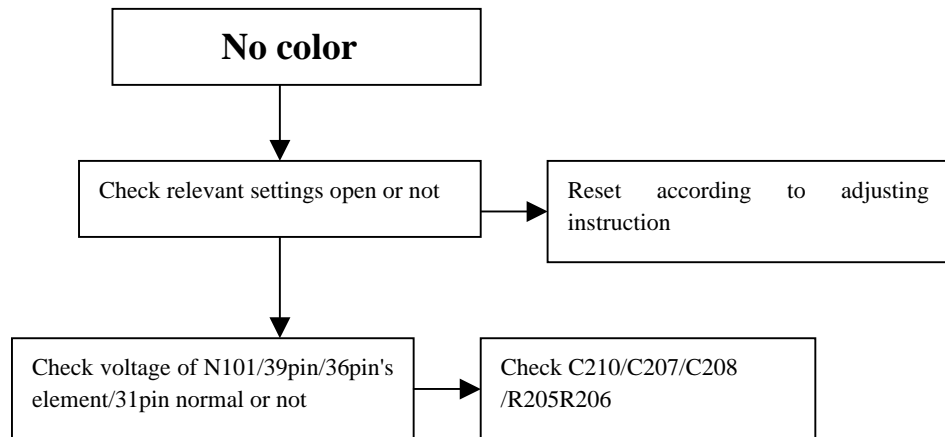 No color
Check relevant settings open or not
Reset according to adjusting
instruction
Check voltage of N101/39pin/36pin's
element/31pin normal or not
Check C210/C207/C208
/R205R206